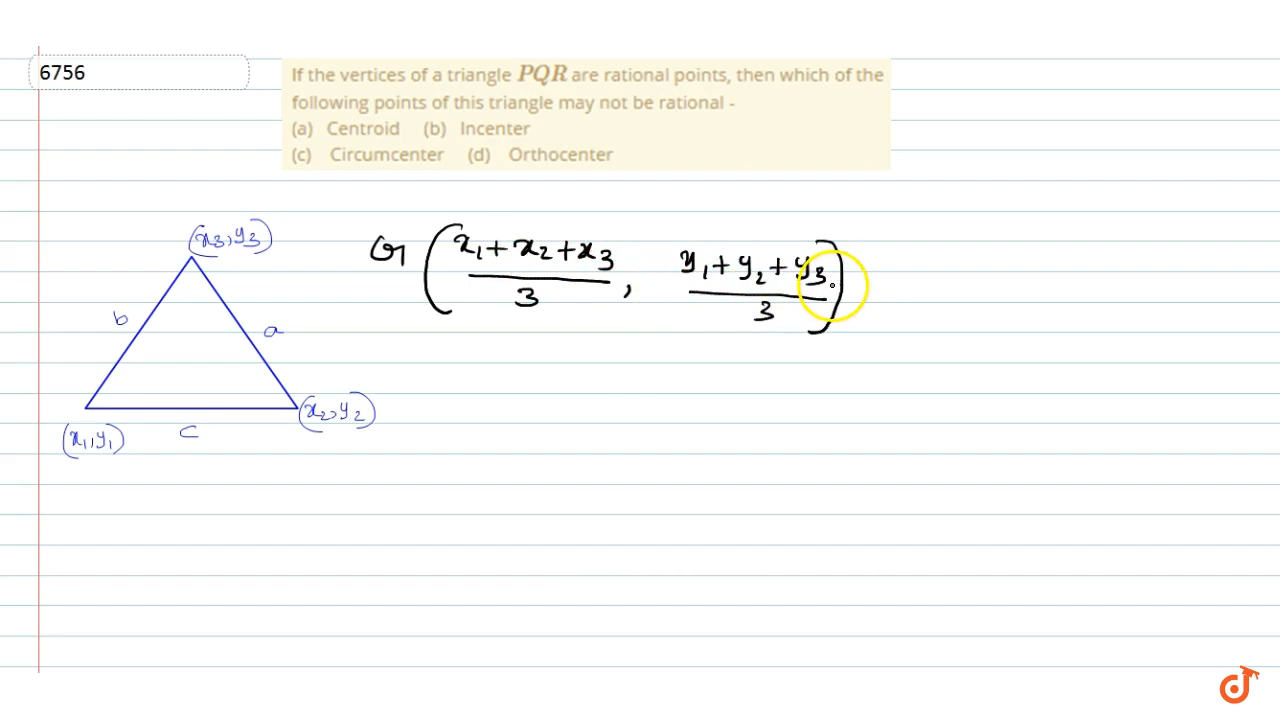 6756
If the vertices of a triangle PQR are rational points, then which of the
following points of this triangle may not be rational -
(a) Centroid (b) Incenter
(c) Circumcenter (d) Orthocenter
(x3,y3)
G (x1+x2+x3/3, y1+y2+y3/3)
b
a
(x2,y2)
(x1,y1)
c